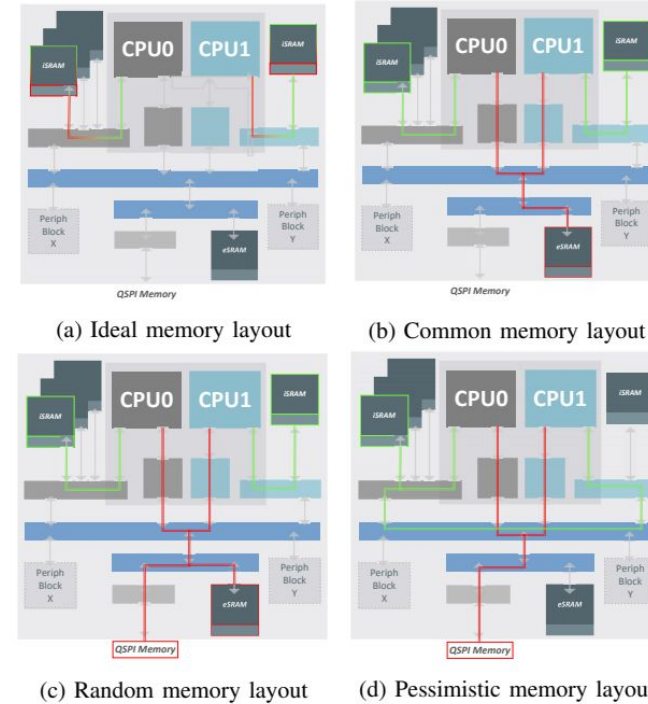 iSRAM
CPU0
CPU1
iSRAM
Periph
Block
X
Periph
Block
Y
eSRAM
QSPI Memory
(a) Ideal memory layout
iSRAM
CPU0
CPU1
iSRAM
Periph
Block
X
Periph
Block
Y
eSRAM
QSPI Memory
(b) Common memory layout
iSRAM
CPU0
CPU1
iSRAM
Periph
Block
X
Periph
Block
Y
eSRAM
QSPI Memory
(c) Random memory layout
iSRAM
CPU0
CPU1
iSRAM
Periph
Block
X
Periph
Block
Y
eSRAM
QSPI Memory
(d) Pessimistic memory layou